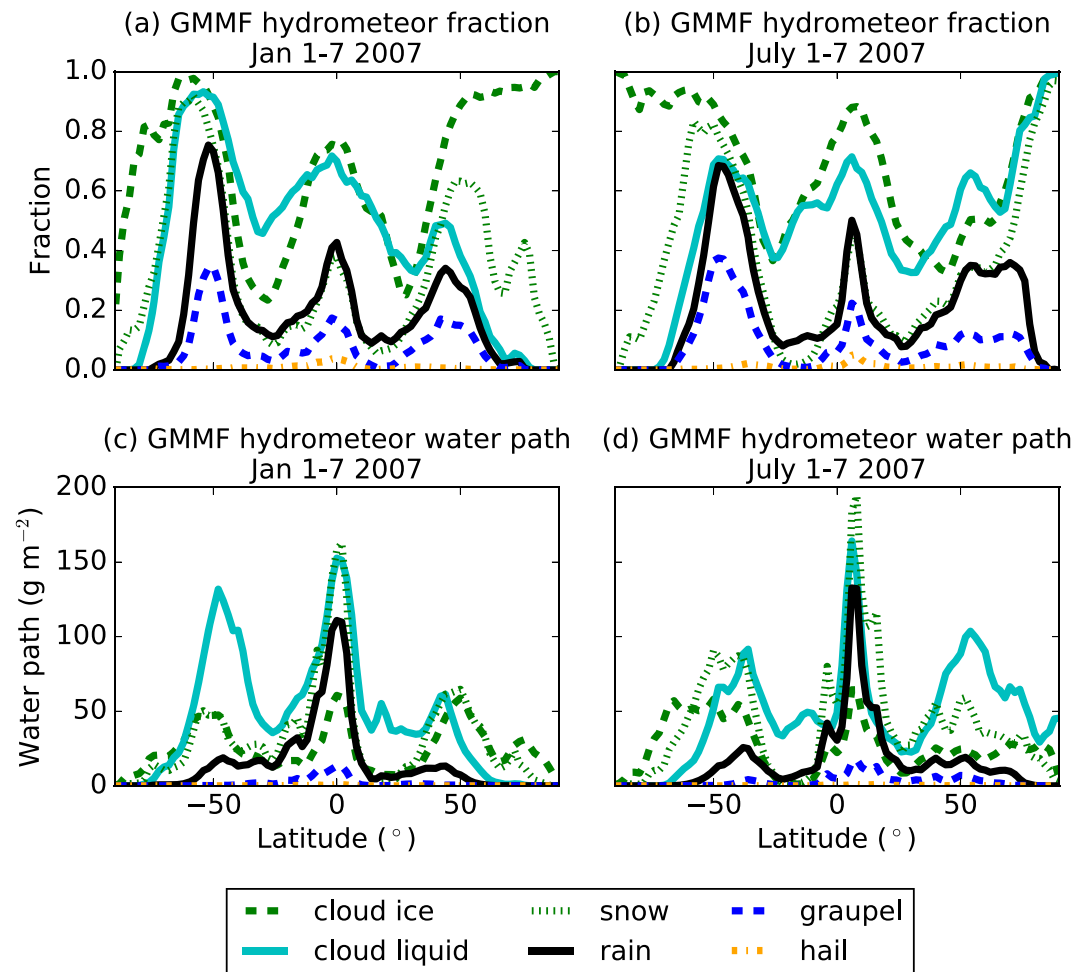 (a) GMMF hydrometeor fraction
Jan 1-7 2007
(b) GMMF hydrometeor fraction
July 1-7 2007
1.0
0.8
0.6
0.4
0.2
0.0
Fraction
(c) GMMF hydrometeor water path
Jan 1-7 2007
(d) GMMF hydrometeor water path
July 1-7 2007
200
150
100
50
0
Water path (g m⁻²)
−50 0 50
Latitude (°)
−50 0 50
Latitude (°)
cloud ice snow graupel
cloud liquid rain hail